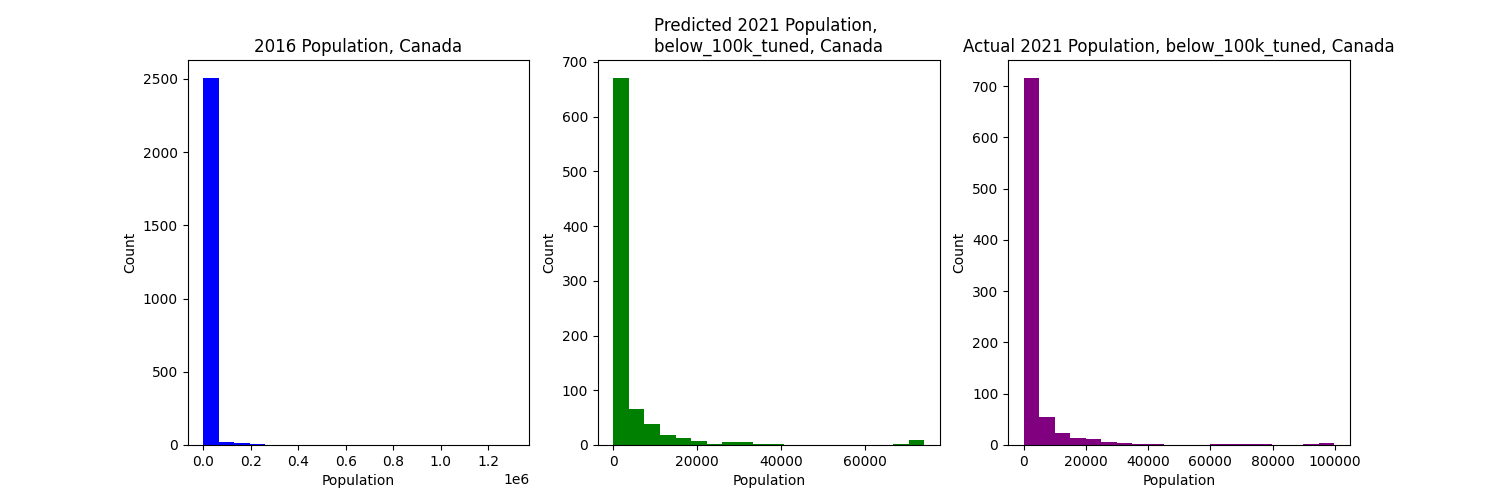 2016 Population, Canada
2500
2000
1500
1000
500
0
Count
0.0 0.2 0.4 0.6 0.8 1.0 1.2
1e6
Population
Predicted 2021 Population,
below_100k_tuned, Canada
700
600
500
400
300
200
100
0
Count
0 20000 40000 60000
Population
Actual 2021 Population, below_100k_tuned, Canada
700
600
500
400
300
200
100
0
Count
0 20000 40000 60000 80000 100000
Population